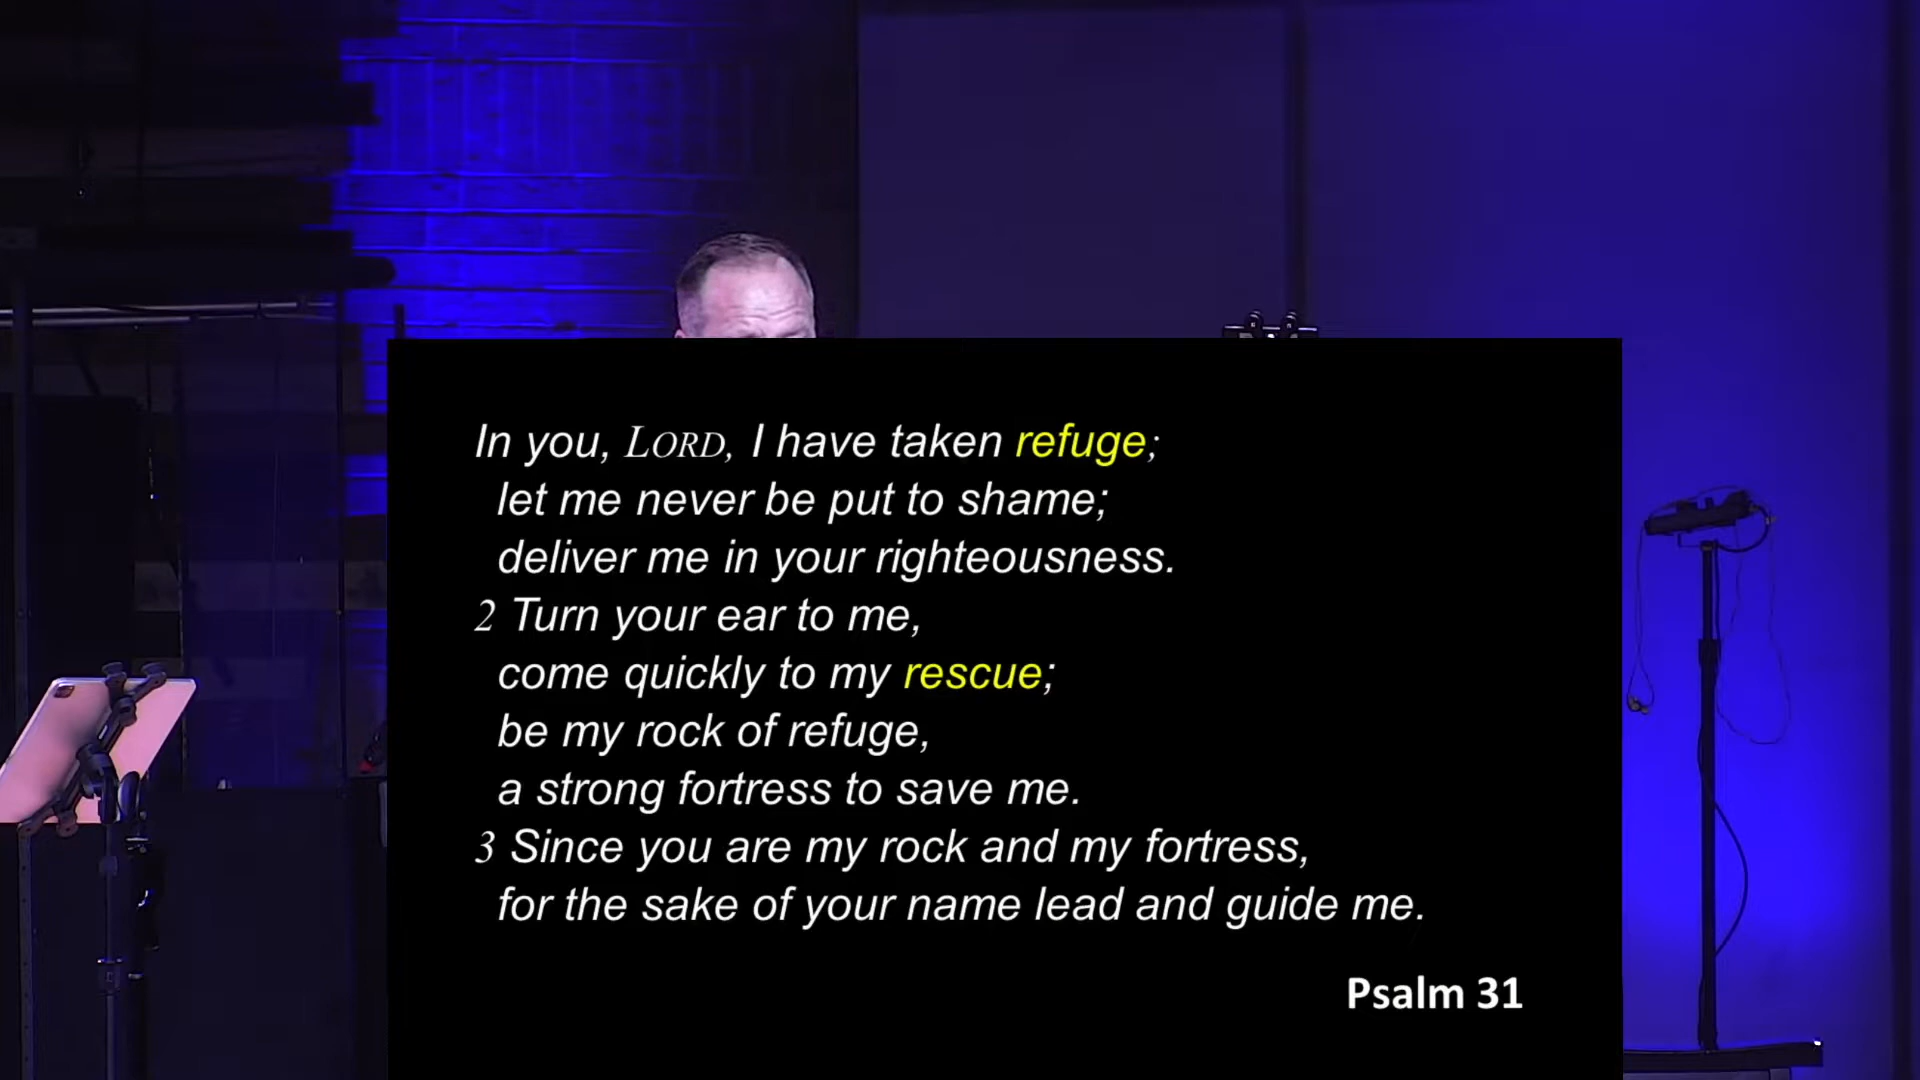 In you, LORD, I have taken refuge;
let me never be put to shame;
deliver me in your righteousness.
2 Turn your ear to me,
come quickly to my rescue;
be my rock of refuge,
a strong fortress to save me.
3 Since you are my rock and my fortress,
for the sake of your name lead and guide me.
Psalm 31